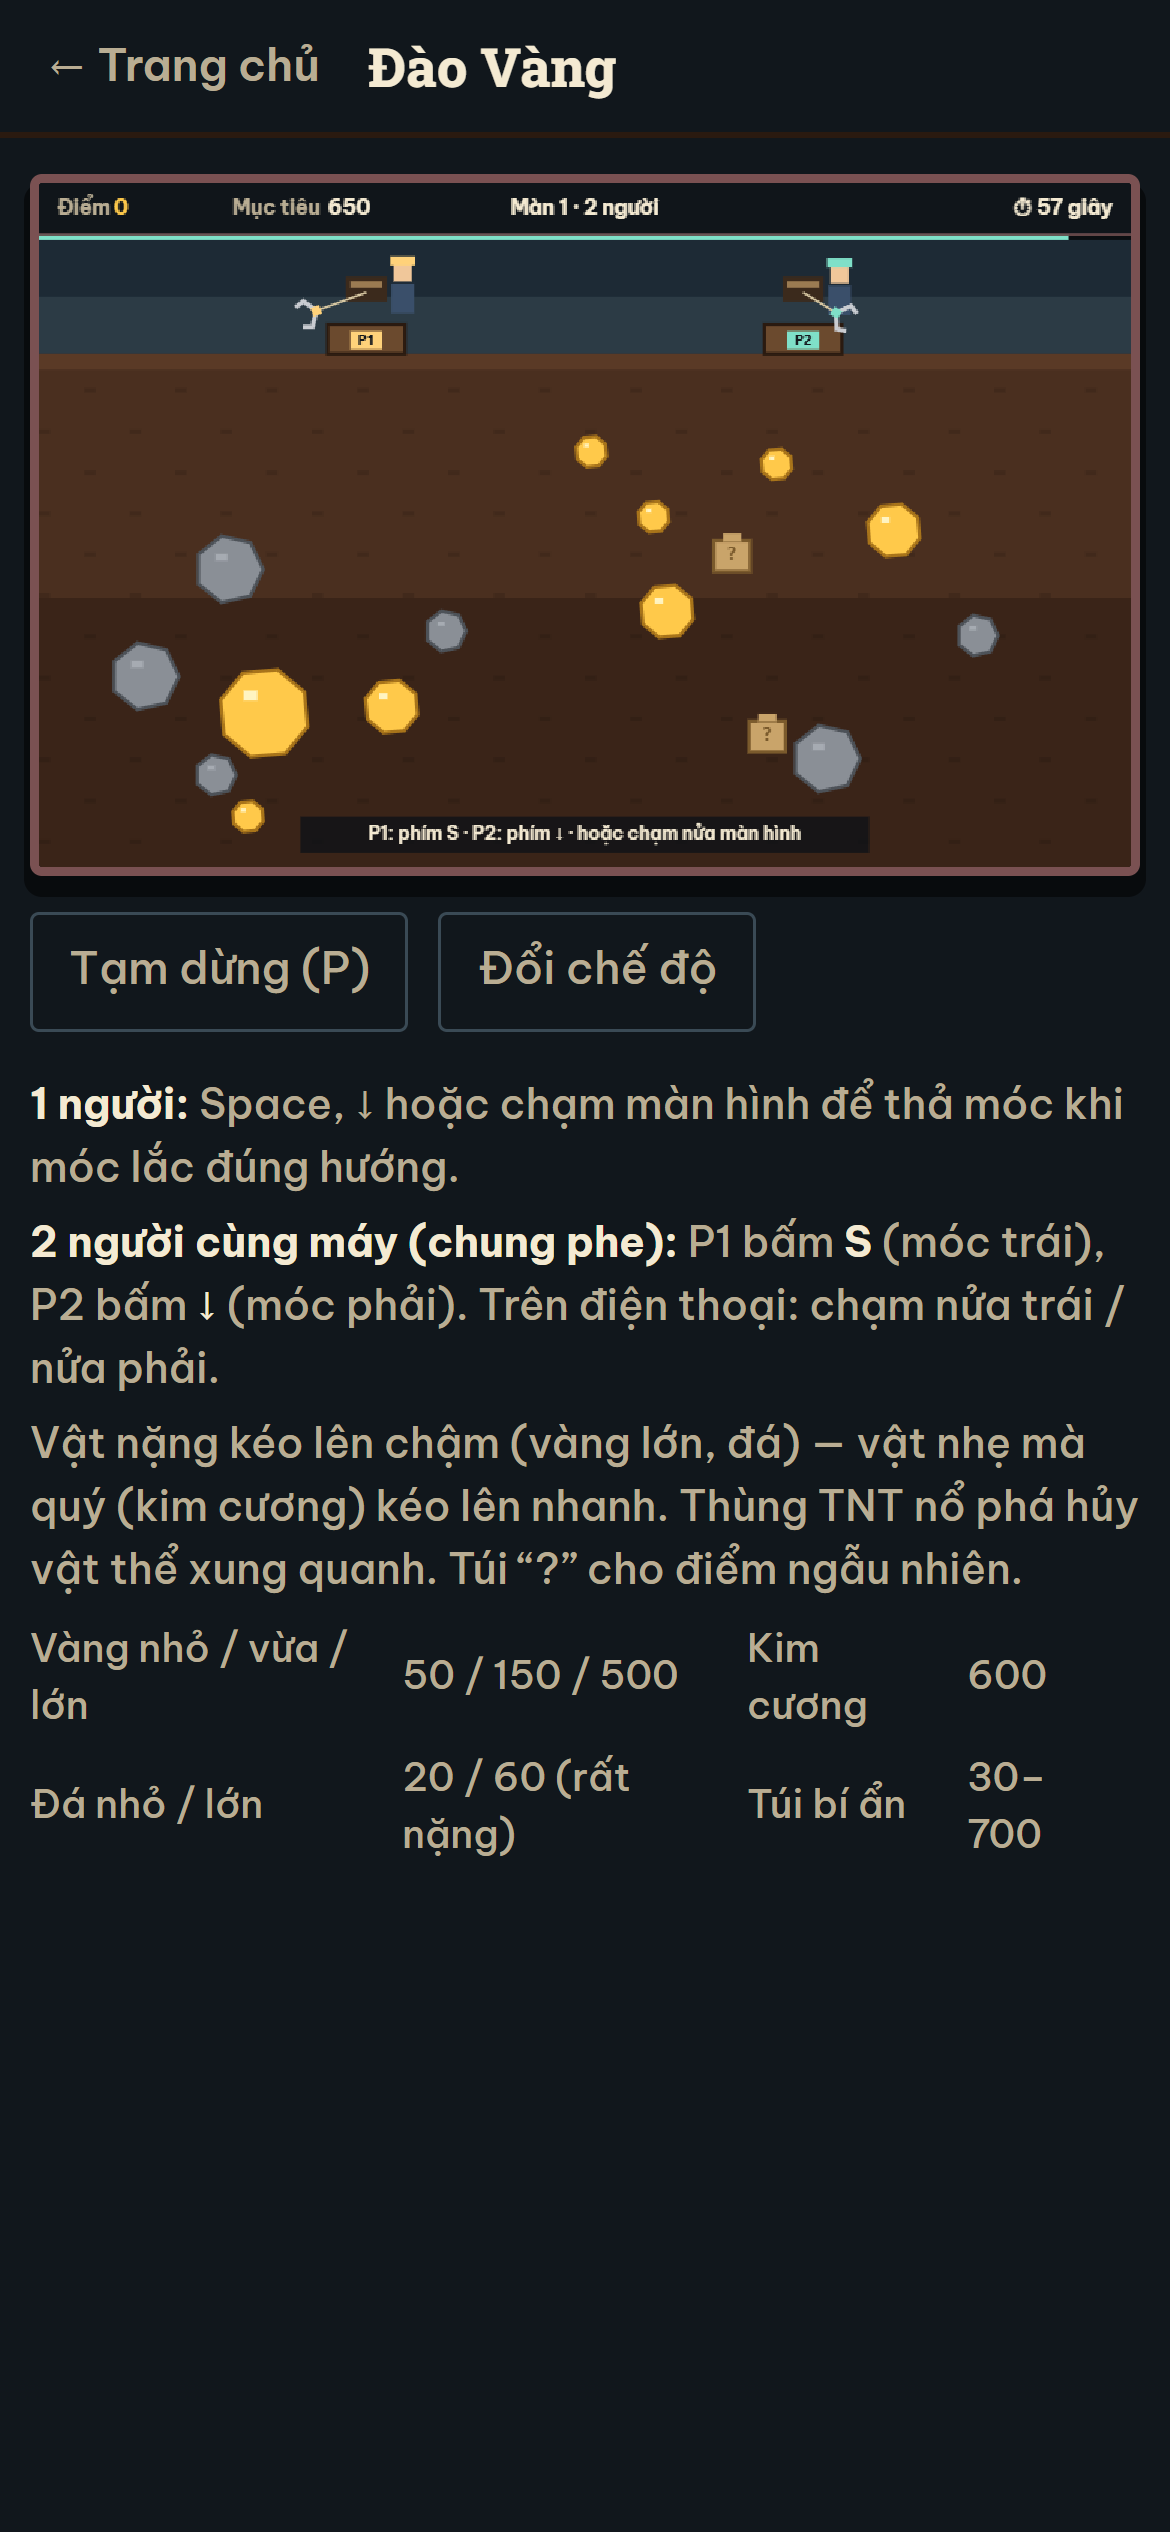 ← Trang chủ Đào Vàng
Điểm 0 Mục tiêu 650 Màn 1 · 2 người ⏱ 57 giây
P1 P2
?
?
P1: phím S · P2: phím ↓ · hoặc chạm nửa màn hình
Tạm dừng (P) Đổi chế độ
1 người: Space, ↓ hoặc chạm màn hình để thả móc khi
móc lắc đúng hướng.
2 người cùng máy (chung phe): P1 bấm S (móc trái),
P2 bấm ↓ (móc phải). Trên điện thoại: chạm nửa trái /
nửa phải.
Vật nặng kéo lên chậm (vàng lớn, đá) — vật nhẹ mà
quý (kim cương) kéo lên nhanh. Thùng TNT nổ phá hủy
vật thể xung quanh. Túi “?” cho điểm ngẫu nhiên.
Vàng nhỏ / vừa /
lớn
50 / 150 / 500
Kim
cương
600
Đá nhỏ / lớn
20 / 60 (rất
nặng)
Túi bí ẩn
30–
700